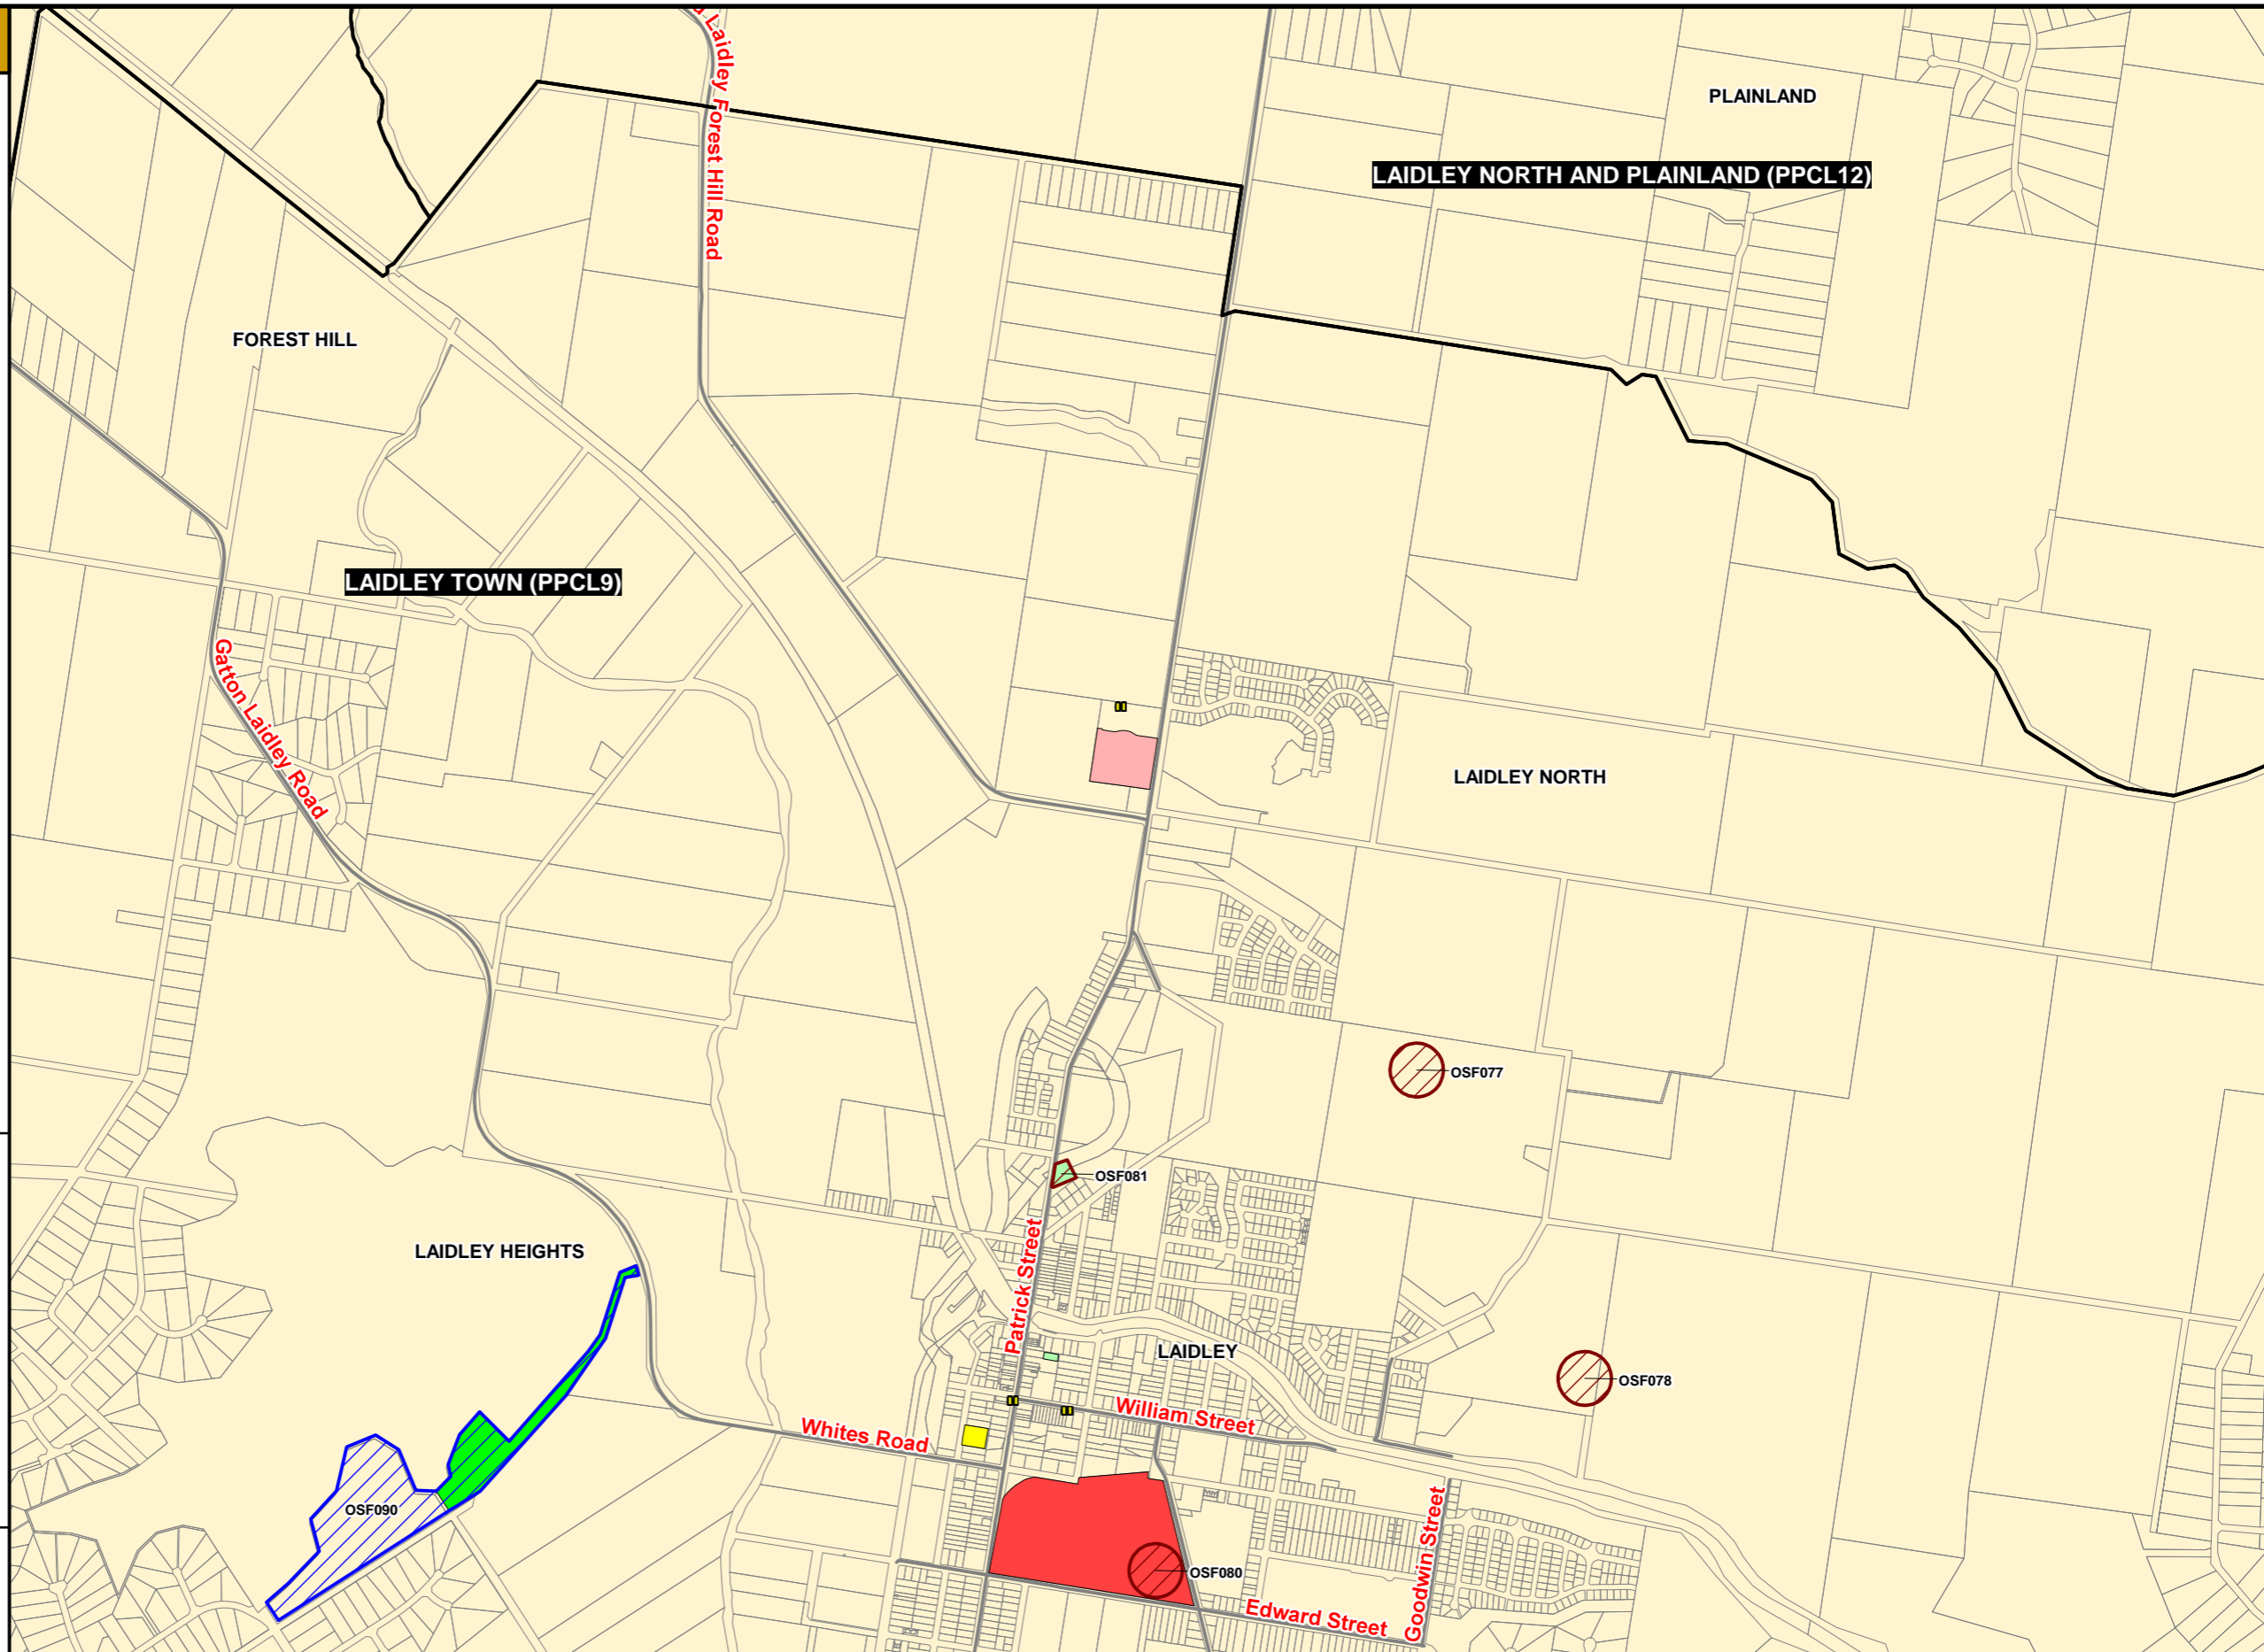 Laidley Forest Hill Road
PLAINLAND
LAIDLEY NORTH AND PLAINLAND (PPCL12)
FOREST HILL
LAIDLEY TOWN (PPCL9)
Gatton Laidley Road
LAIDLEY NORTH
OSF077
OSF081
Patrick Street
LAIDLEY HEIGHTS
LAIDLEY
OSF078
William Street
Whites Road
OSF090
Goodwin Street
OSF080
Edward Street